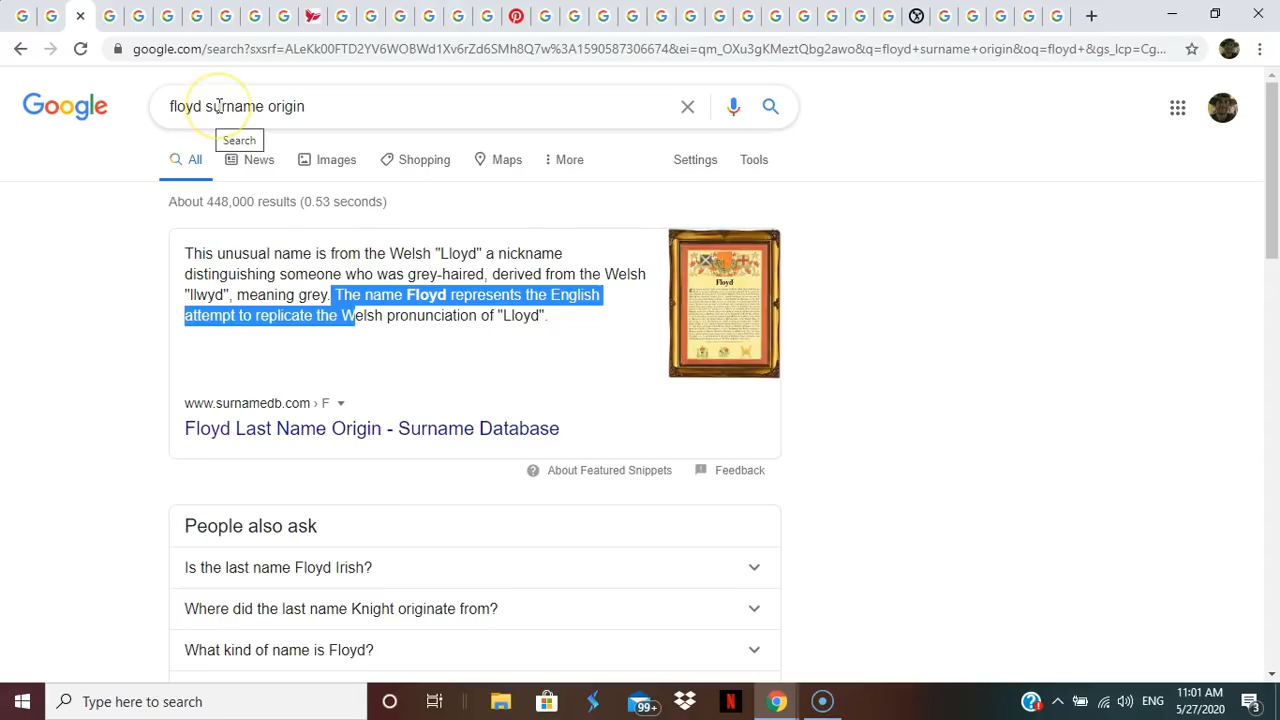 google.com/search?sxsrf=ALeKk00FTD2YV6WOBWd1Xv6rZd6SMh8Q7w%3A1590587306674&ei=qm_OXu3gKMeztQbg2awo&q=floyd+surname+origin&oq=floyd+&gs_lcp=Cg...
Google
floyd surname origin
Search
All
News
Images
Shopping
Maps
More
Settings
Tools
About 448,000 results (0.53 seconds)
This unusual name is from the Welsh "Lloyd" a nickname
distinguishing someone who was grey-haired, derived from the Welsh
"llwyd", meaning grey. The name Floyd represents the English
attempt to replicate the Welsh pronunciation of "Lloyd".
Floyd
www.surnamedb.com › F
Floyd Last Name Origin - Surname Database
About Featured Snippets
Feedback
People also ask
Is the last name Floyd Irish?
Where did the last name Knight originate from?
What kind of name is Floyd?
Type here to search
99+
ENG
11:01 AM
5/27/2020
3